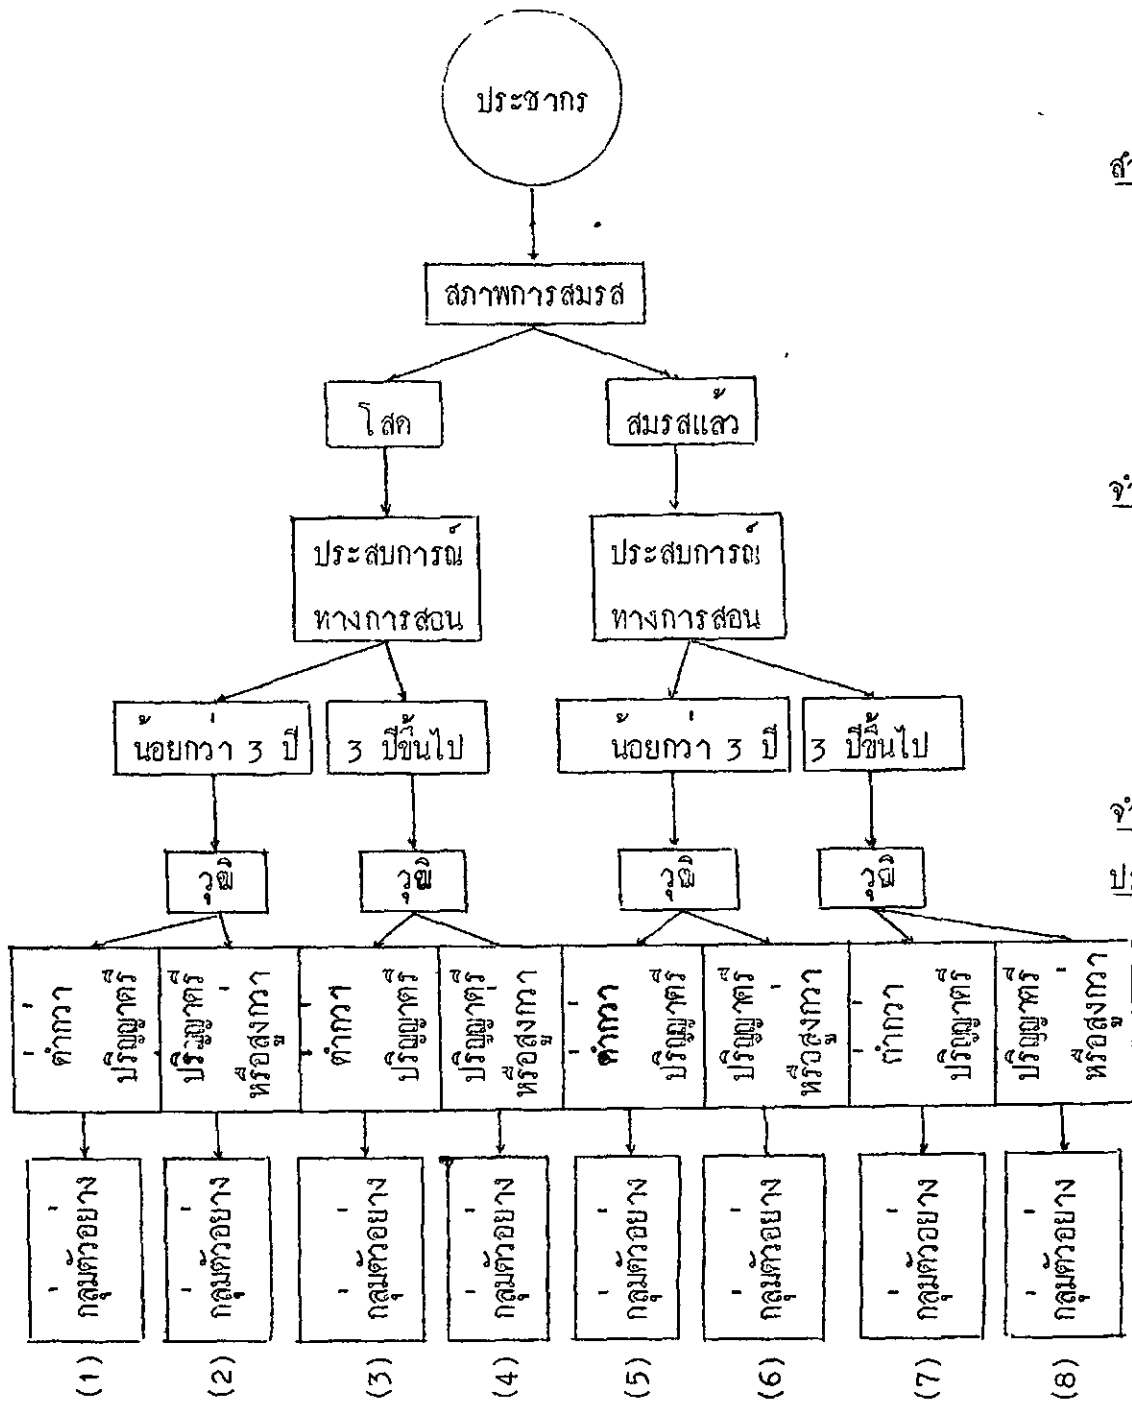 ประชากร
สภาพการสมรส
โสด
สมรสแล้ว
ประสบการณ์
ทางการสอน
ประสบการณ์
ทางการสอน
น้อยกว่า 3 ปี
3 ปีขึ้นไป
น้อยกว่า 3 ปี
3 ปีขึ้นไป
วุฒิ
วุฒิ
วุฒิ
วุฒิ
ต่ำกว่า
ปริญญาตรี
ปริญญาตรี
หรือสูงกว่า
ต่ำกว่า
ปริญญาตรี
ปริญญาตรี
หรือสูงกว่า
ต่ำกว่า
ปริญญาตรี
ปริญญาตรี
หรือสูงกว่า
ต่ำกว่า
ปริญญาตรี
ปริญญาตรี
หรือสูงกว่า
กลุ่มตัวอย่าง
กลุ่มตัวอย่าง
กลุ่มตัวอย่าง
กลุ่มตัวอย่าง
กลุ่มตัวอย่าง
กลุ่มตัวอย่าง
กลุ่มตัวอย่าง
กลุ่มตัวอย่าง
(1)
(2)
(3)
(4)
(5)
(6)
(7)
(8)